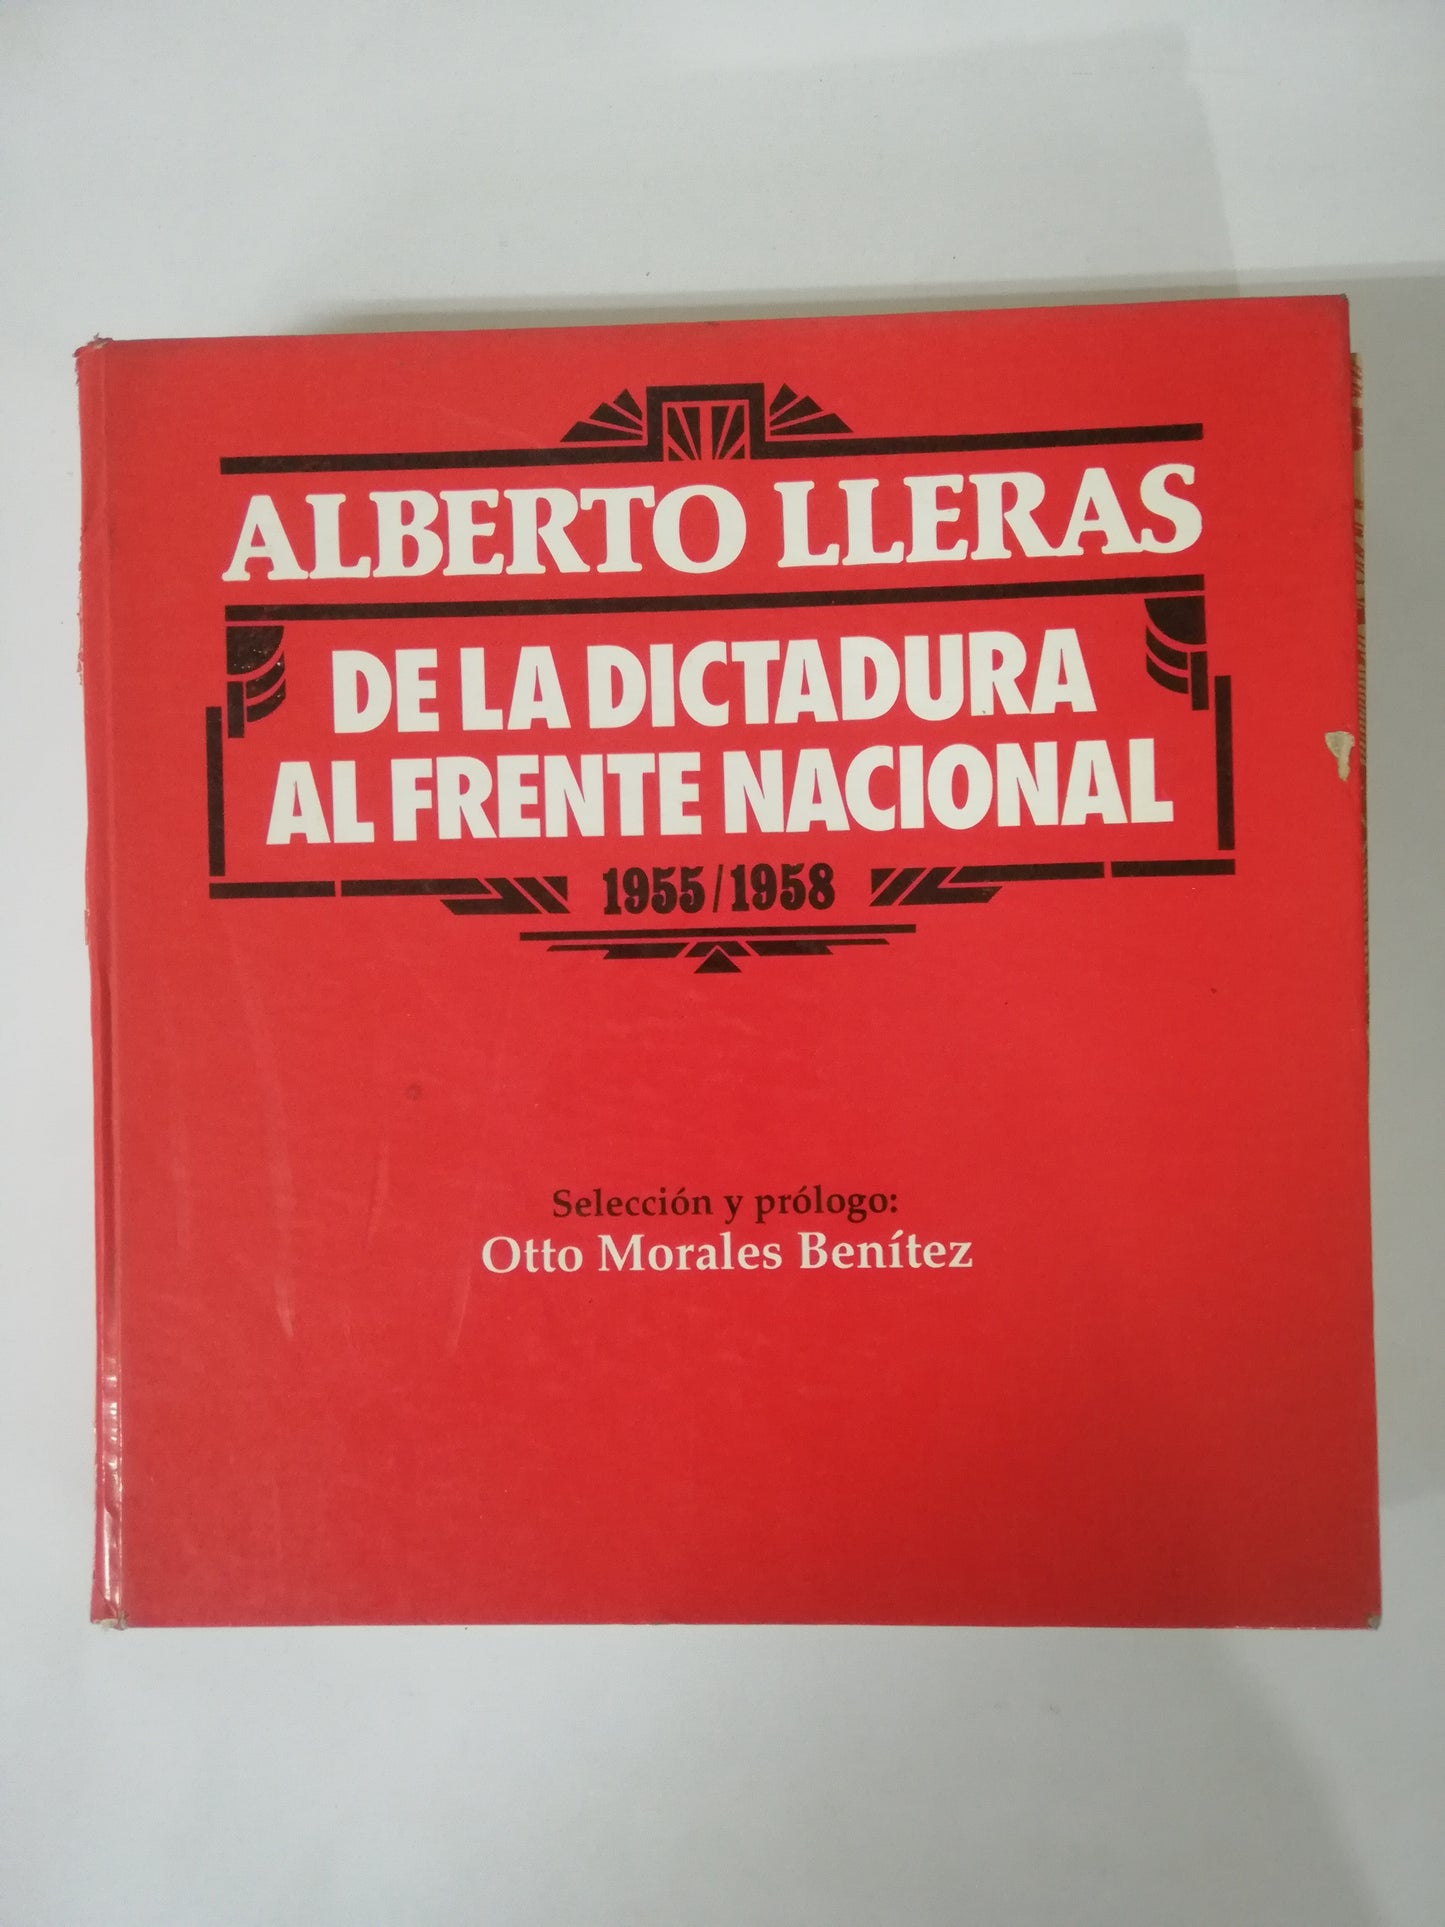 ALBERTO LLERAS
DE LA DICTADURA
AL FRENTE NACIONAL
1955/1958
Selección y prólogo:
Otto Morales Benítez